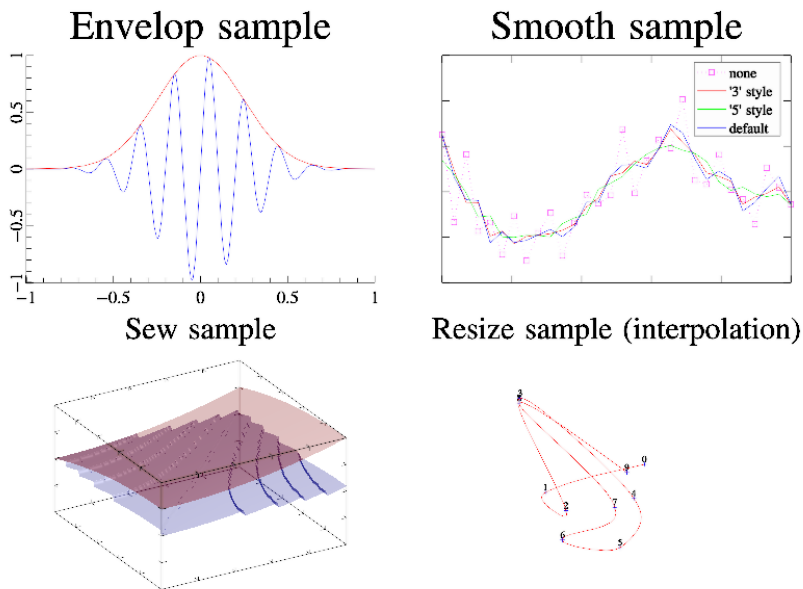 Envelop sample
Smooth sample
1
0.5
0
−0.5
−1
−1
−0.5
0
0.5
1
none
'3' style
'5' style
default
Sew sample
Resize sample (interpolation)
3
0
9
1
4
2
7
6
5